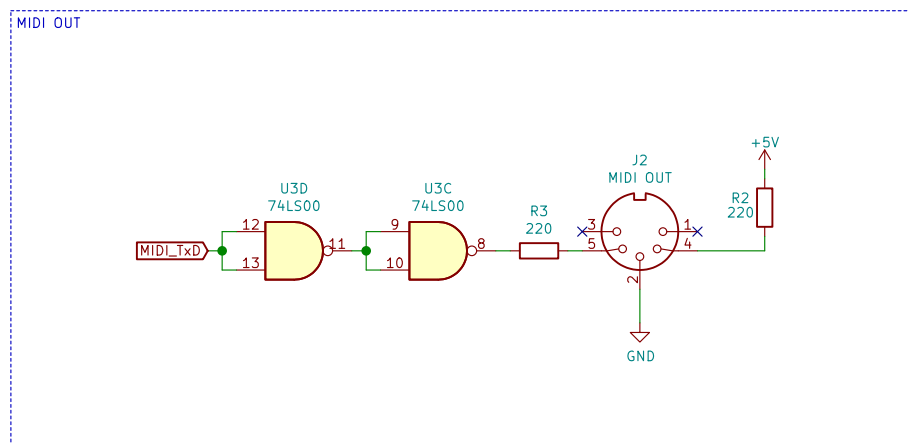 MIDI OUT
+5V
J2
MIDI OUT
U3D
74LS00
U3C
74LS00
R2
220
R3
220
12
13
11
9
10
8
3
5
1
4
2
MIDI_TxD
GND